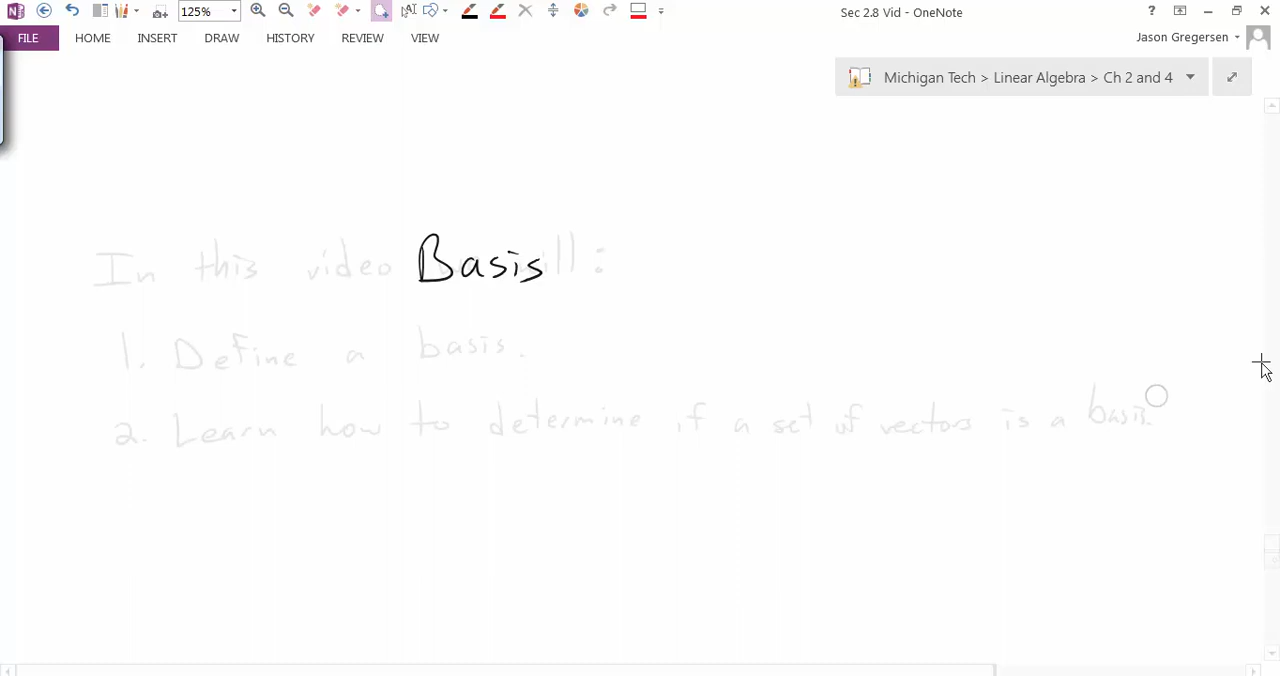 125%
Sec 2.8 Vid - OneNote
?
FILE HOME INSERT DRAW HISTORY REVIEW VIEW
Jason Gregersen
Michigan Tech > Linear Algebra > Ch 2 and 4
Basis
In this video will:
1. Define a basis.
2. Learn how to determine if a set of vectors is a basis.